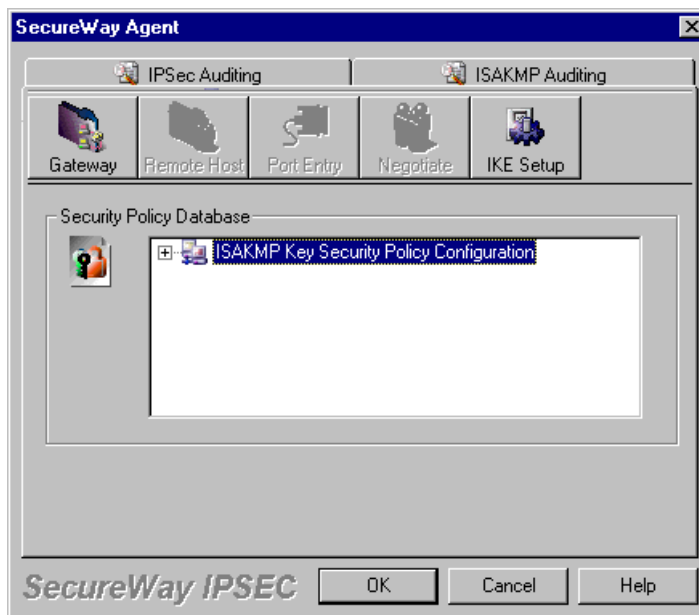 SecureWay Agent
IPSec Auditing ISAKMP Auditing
Gateway Remote Host Port Entry Negotiate IKE Setup
Security Policy Database
ISAKMP Key Security Policy Configuration
SecureWay IPSEC OK Cancel Help